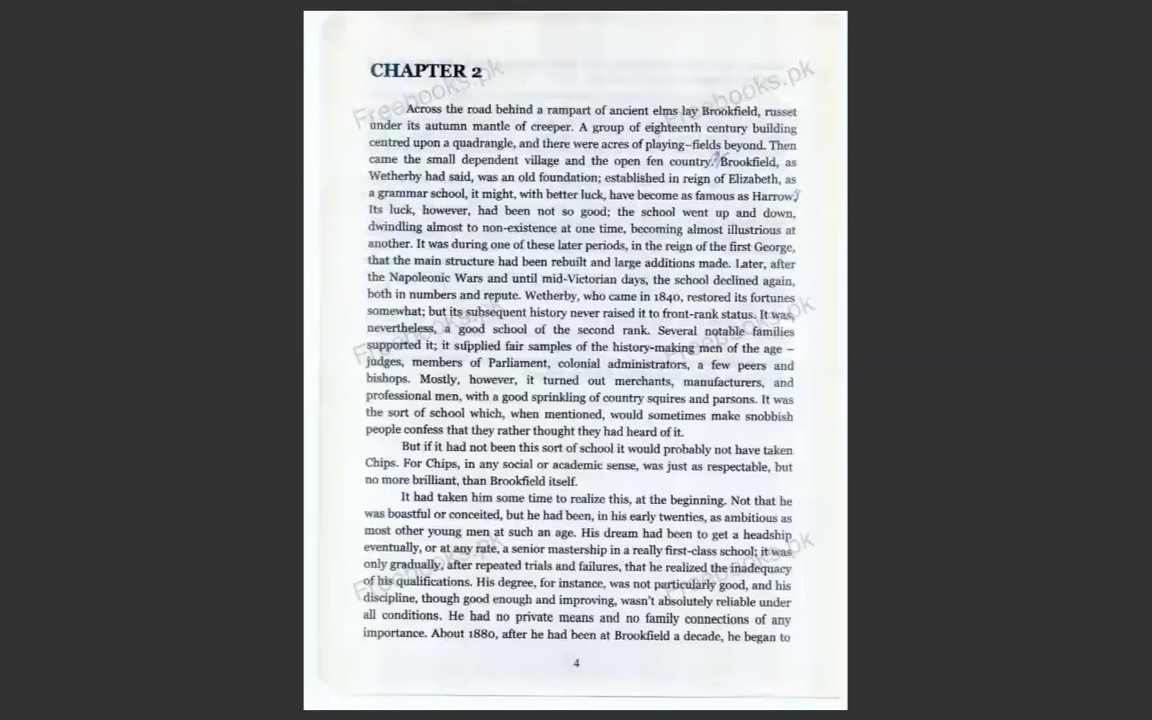 CHAPTER 2
Across the road behind a rampart of ancient elms lay Brookfield, russet
under its autumn mantle of creeper. A group of eighteenth century building
centred upon a quadrangle, and there were acres of playing–fields beyond. Then
came the small dependent village and the open fen country. Brookfield, as
Wetherby had said, was an old foundation; established in reign of Elizabeth, as
a grammar school, it might, with better luck, have become as famous as Harrow.
Its luck, however, had been not so good; the school went up and down,
dwindling almost to non-existence at one time, becoming almost illustrious at
another. It was during one of these later periods, in the reign of the first George,
that the main structure had been rebuilt and large additions made. Later, after
the Napoleonic Wars and until mid-Victorian days, the school declined again,
both in numbers and repute. Wetherby, who came in 1840, restored its fortunes
somewhat; but its subsequent history never raised it to front-rank status. It was,
nevertheless, a good school of the second rank. Several notable families
supported it; it supplied fair samples of the history-making men of the age –
judges, members of Parliament, colonial administrators, a few peers and
bishops. Mostly, however, it turned out merchants, manufacturers, and
professional men, with a good sprinkling of country squires and parsons. It was
the sort of school which, when mentioned, would sometimes make snobbish
people confess that they rather thought they had heard of it.
But if it had not been this sort of school it would probably not have taken
Chips. For Chips, in any social or academic sense, was just as respectable, but
no more brilliant, than Brookfield itself.
It had taken him some time to realize this, at the beginning. Not that he
was boastful or conceited, but he had been, in his early twenties, as ambitious as
most other young men at such an age. His dream had been to get a headship
eventually, or at any rate, a senior mastership in a really first-class school; it was
only gradually, after repeated trials and failures, that he realized the inadequacy
of his qualifications. His degree, for instance, was not particularly good, and his
discipline, though good enough and improving, wasn't absolutely reliable under
all conditions. He had no private means and no family connections of any
importance. About 1880, after he had been at Brookfield a decade, he began to
4
Freebooks.pk
Freebooks.pk
Freebooks.pk
Freebooks.pk
Freebooks.pk
Freebooks.pk